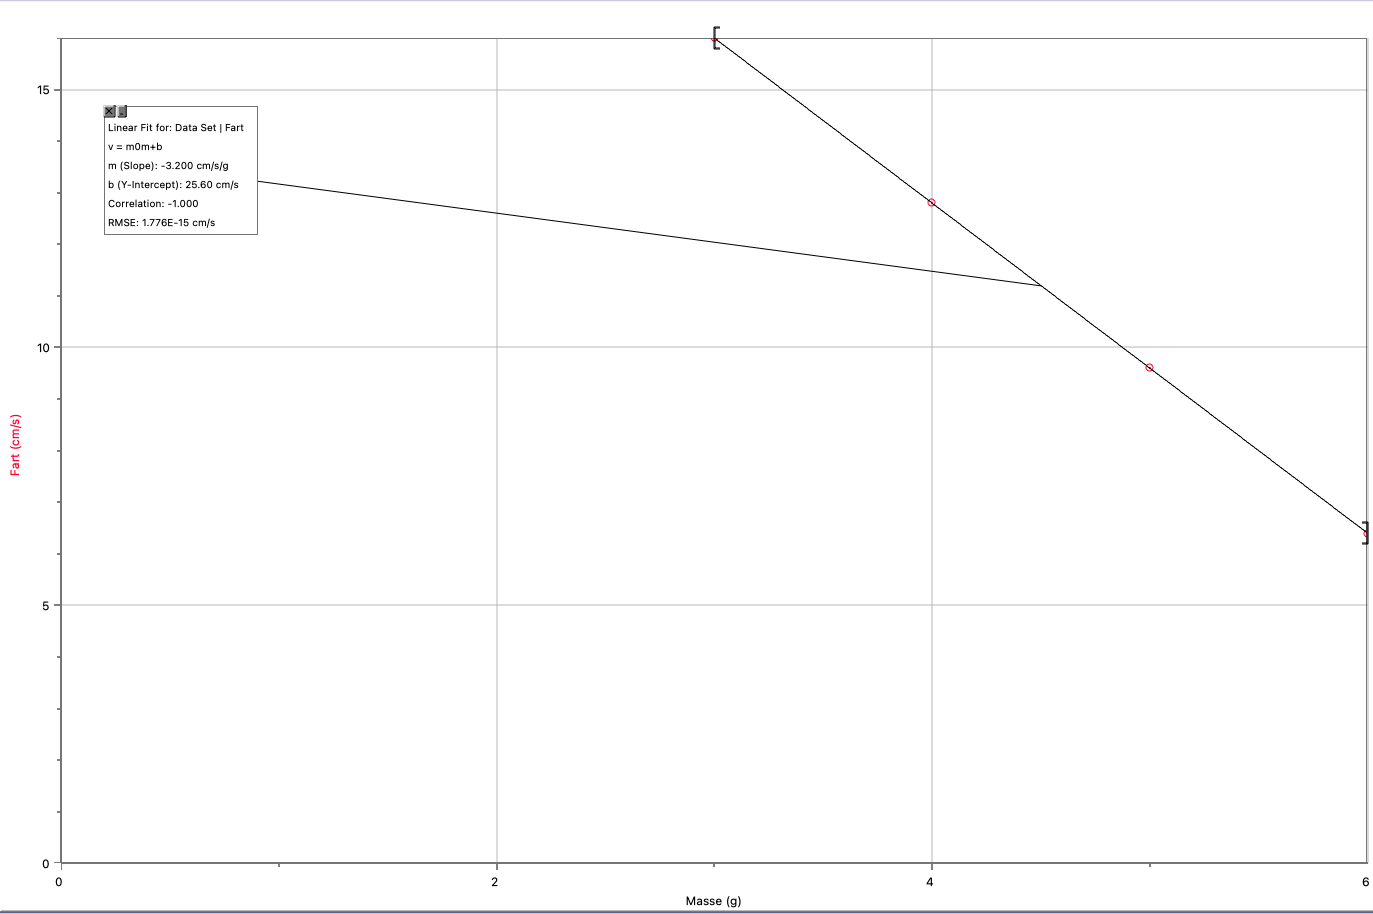 15
Linear Fit for: Data Set | Fart
v = m0m+b
m (Slope): -3.200 cm/s/g
b (Y-Intercept): 25.60 cm/s
Correlation: -1.000
RMSE: 1.776E-15 cm/s
10
Fart (cm/s)
5
0
0 2 4 6
Masse (g)